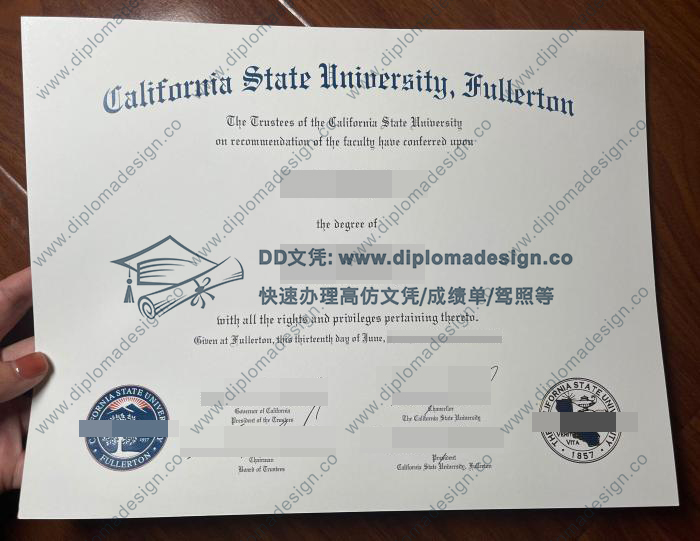 California State University, Fullerton
The Trustees of the California State University
on recommendation of the faculty have conferred upon
the degree of
DD文凭: www.diplomadesign.co
快速办理高仿文凭/成绩单/驾照等
with all the rights and privileges pertaining thereto.
Given at Fullerton, this thirteenth day of June,
Governor of California
President of the Trustees
Chancellor
The California State University
Chairman
Board of Trustees
President
California State University, Fullerton
FULLERTON
1857
www.diplomadesign.co